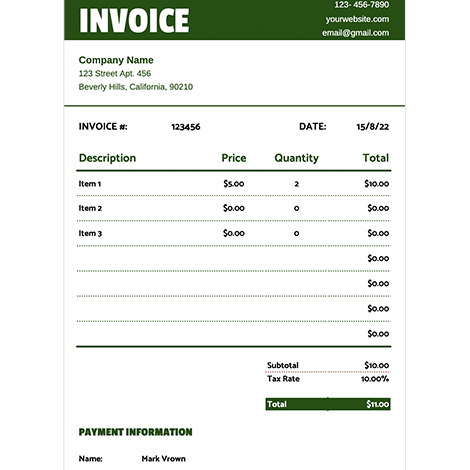 123- 456-7890
INVOICE
yourwebsite.com
email@gmail.com
Company Name
123 Street Apt. 456
Beverly Hills, California, 90210
INVOICE #: 123456 DATE: 15/8/22
Description Price Quantity Total
Item 1 $5.00 2 $10.00
Item 2 $0.00 0 $0.00
Item 3 $0.00 0 $0.00
$0.00
$0.00
$0.00
$0.00
Subtotal $10.00
Tax Rate 10.00%
Total $11.00
PAYMENT INFORMATION
Name: Mark Vrown